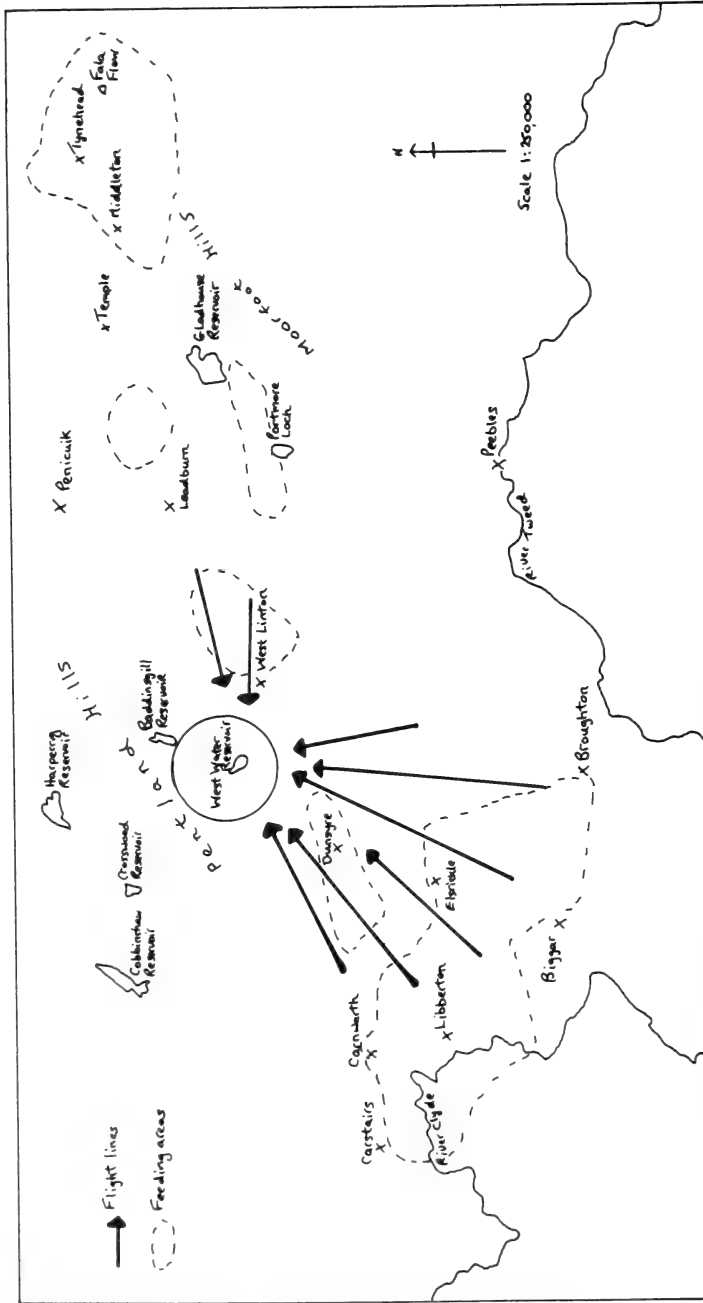 Flight lines
Feeding areas
Cobbinshaw
Reservoir
Crosswood
Reservoir
Harperrig
Reservoir
Pentland Hills
Baddinsgill
Reservoir
West Water
Reservoir
X West Linton
X Penicuik
X Leadburn
X Temple
X Middleton
X Tynehead
Fala
Flow
Gladhouse
Reservoir
Portmore
Loch
Moorfoot Hills
Carstairs
X
Carnwarth
X
Dunsyre
X
River Clyde
X Libberton
X
Elsrickle
Biggar X
X Broughton
River Tweed
X Peebles
N
Scale 1:250,000